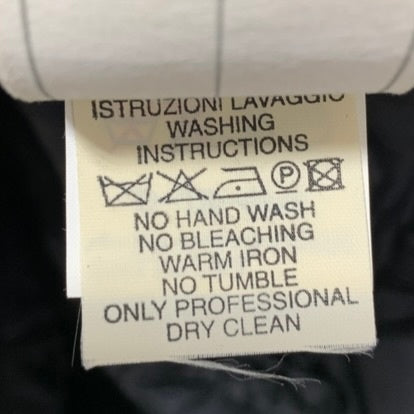 ISTRUZIONI LAVAGGIO
WASHING
INSTRUCTIONS
P
NO HAND WASH
NO BLEACHING
WARM IRON
NO TUMBLE
ONLY PROFESSIONAL
DRY CLEAN